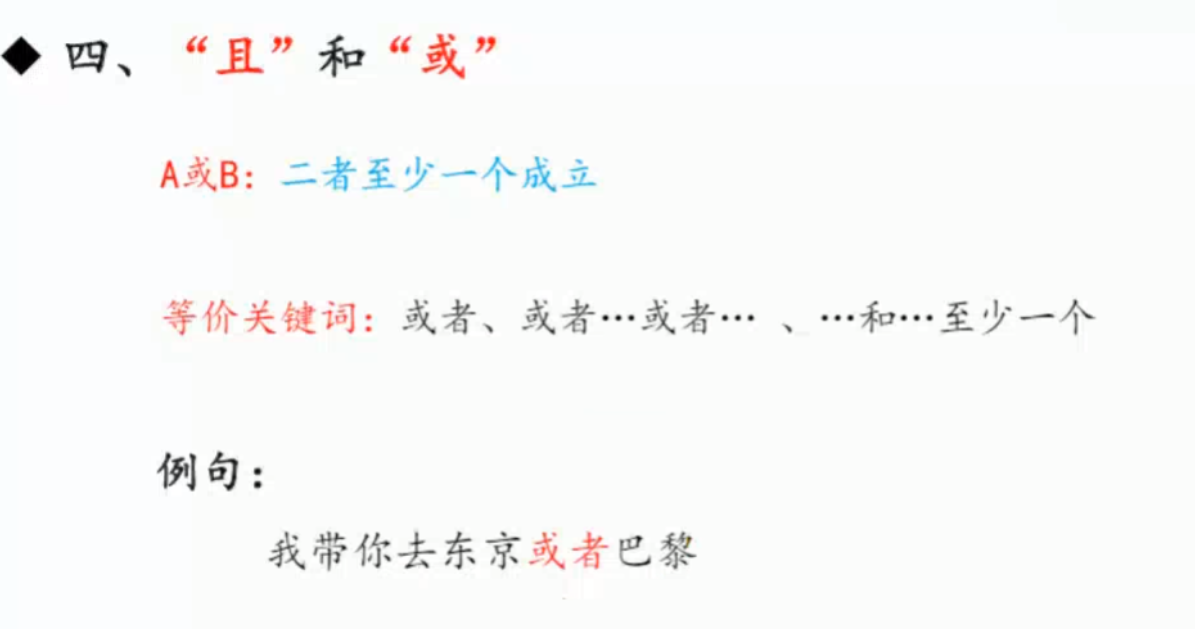 ◆ 四、“且”和“或”
A或B：二者至少一个成立
等价关键词：或者、或者…或者… 、…和…至少一个
例句：
我带你去东京或者巴黎